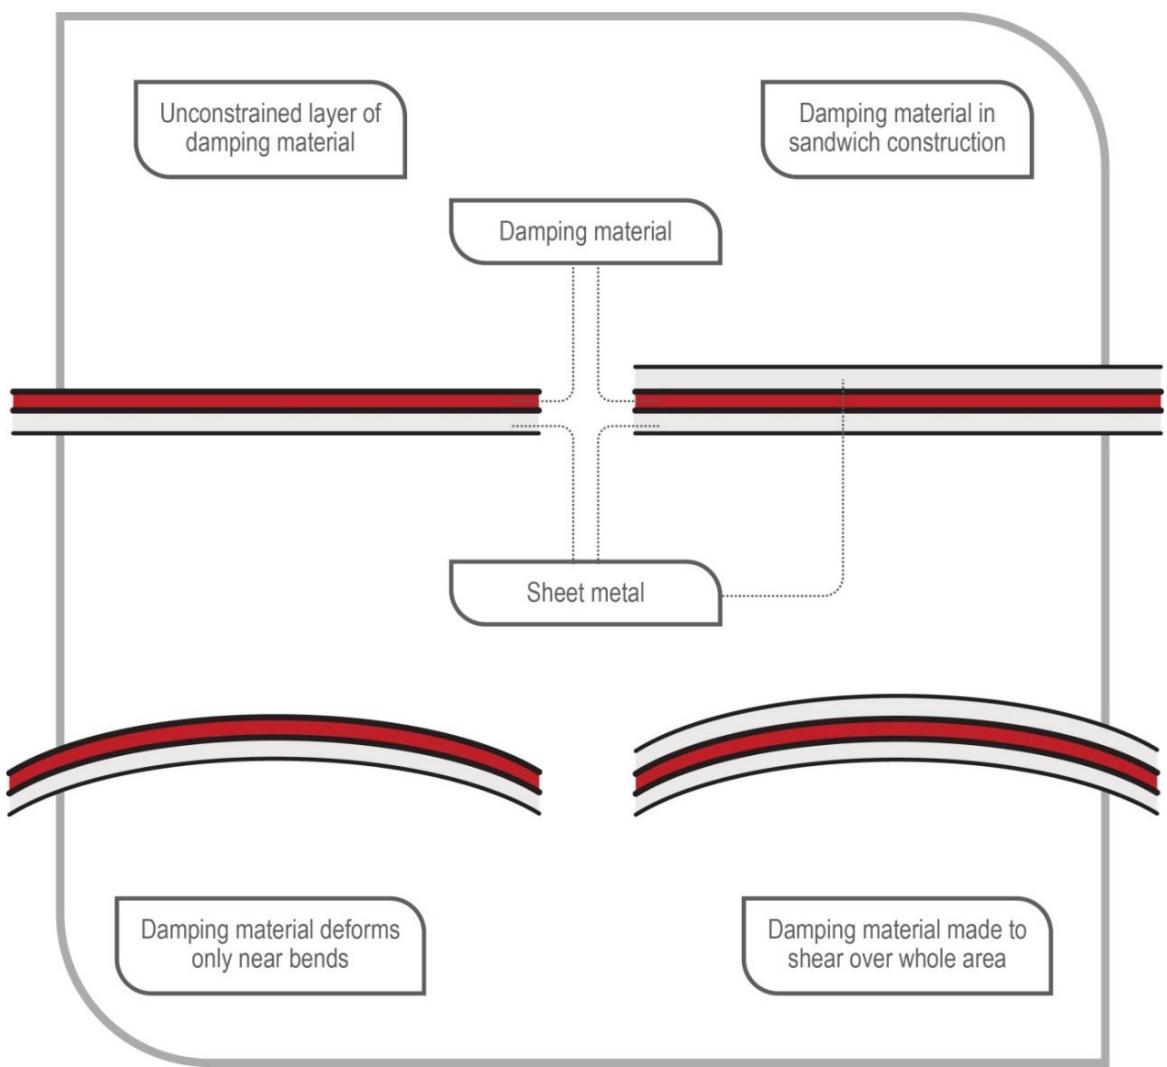 Unconstrained layer of
damping material
Damping material in
sandwich construction
Damping material
Sheet metal
Damping material deforms
only near bends
Damping material made to
shear over whole area